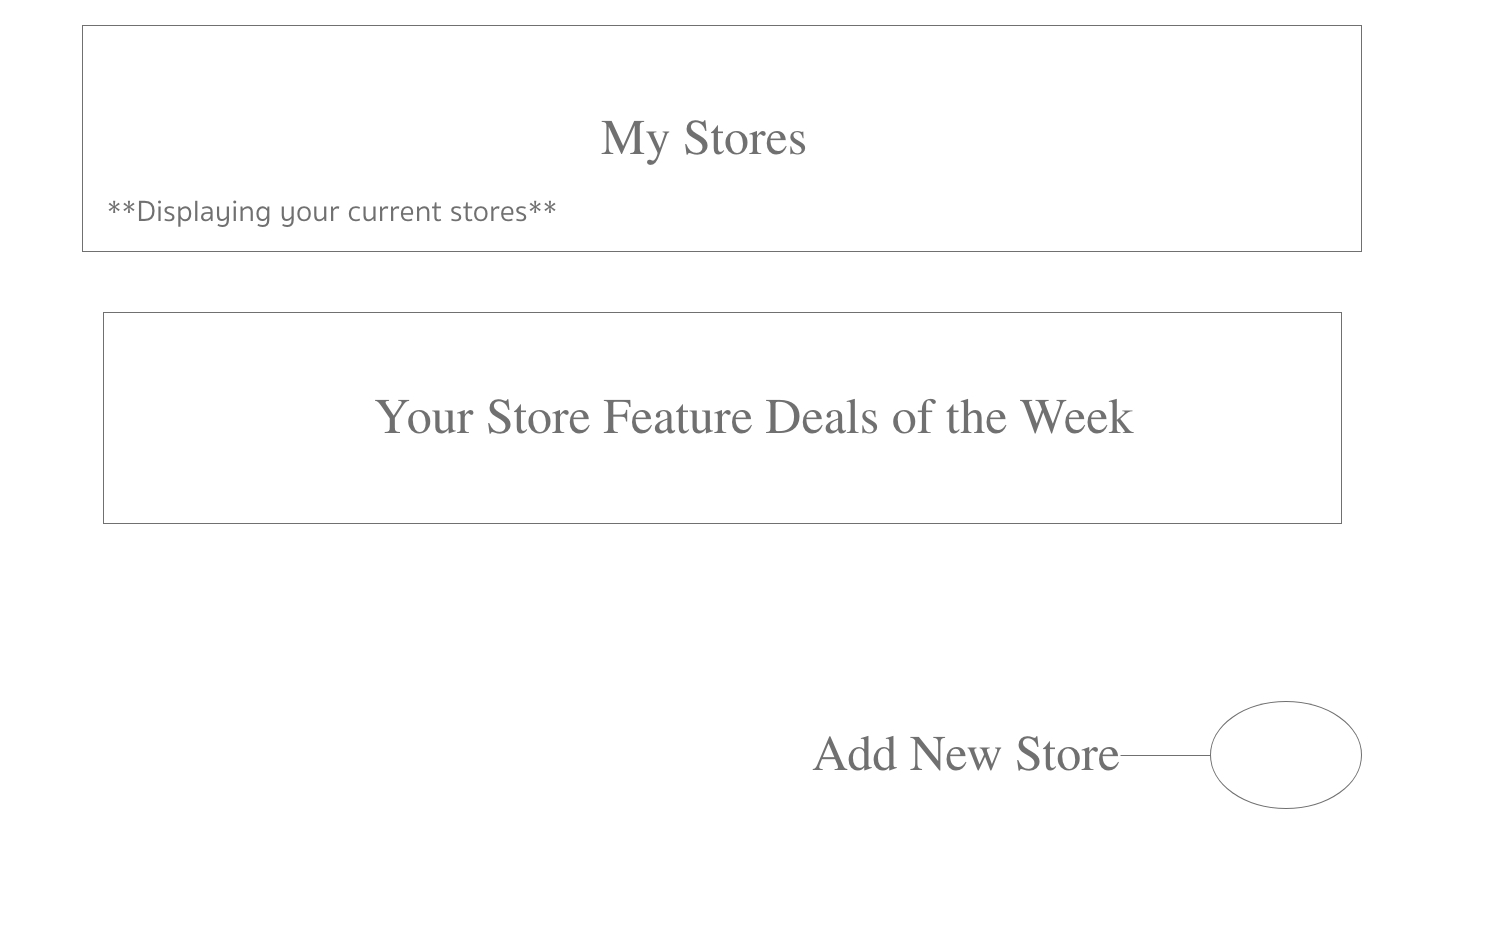 My Stores
**Displaying your current stores**
Your Store Feature Deals of the Week
Add New Store